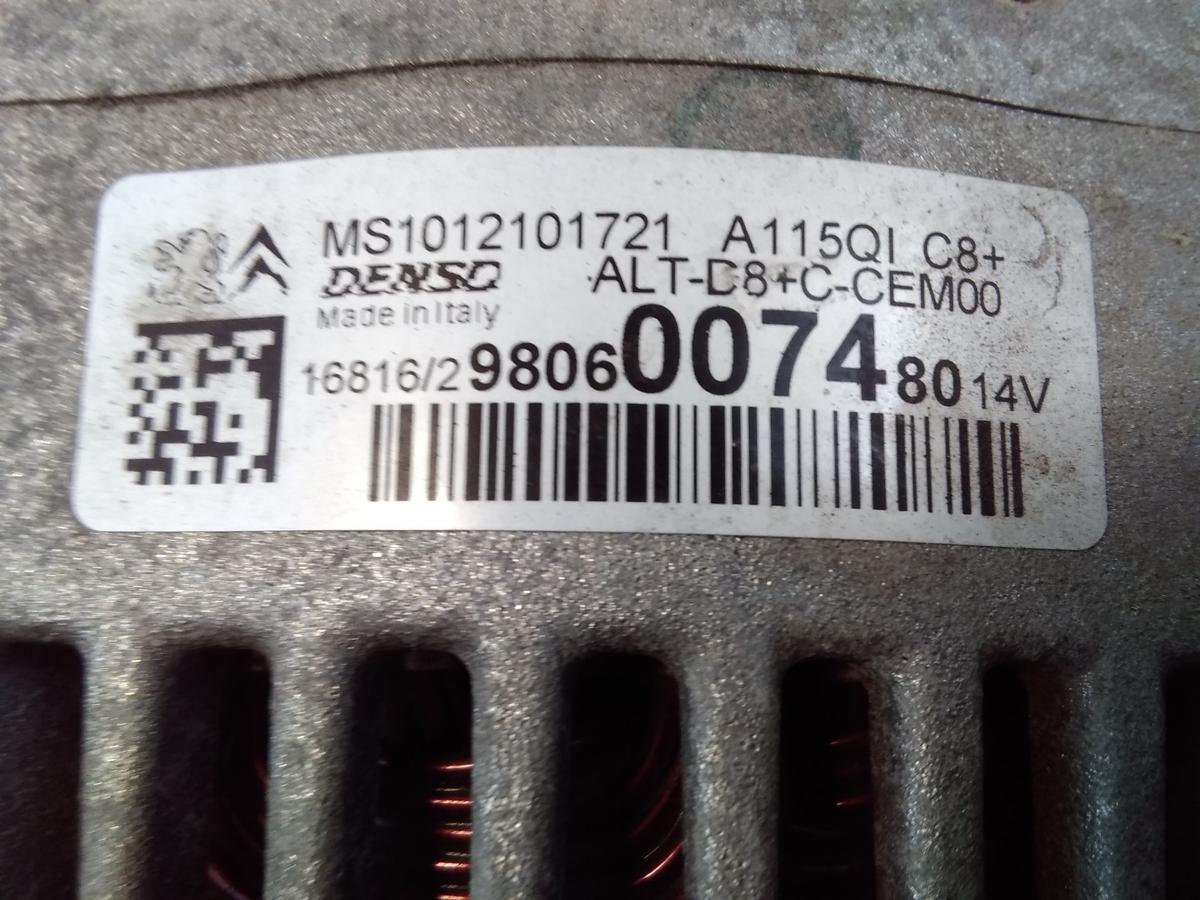 MS1012101721 A115QI C8+
DENSO ALT-D8+C-CEM00
Made in Italy
16816/2 9806007480 14V